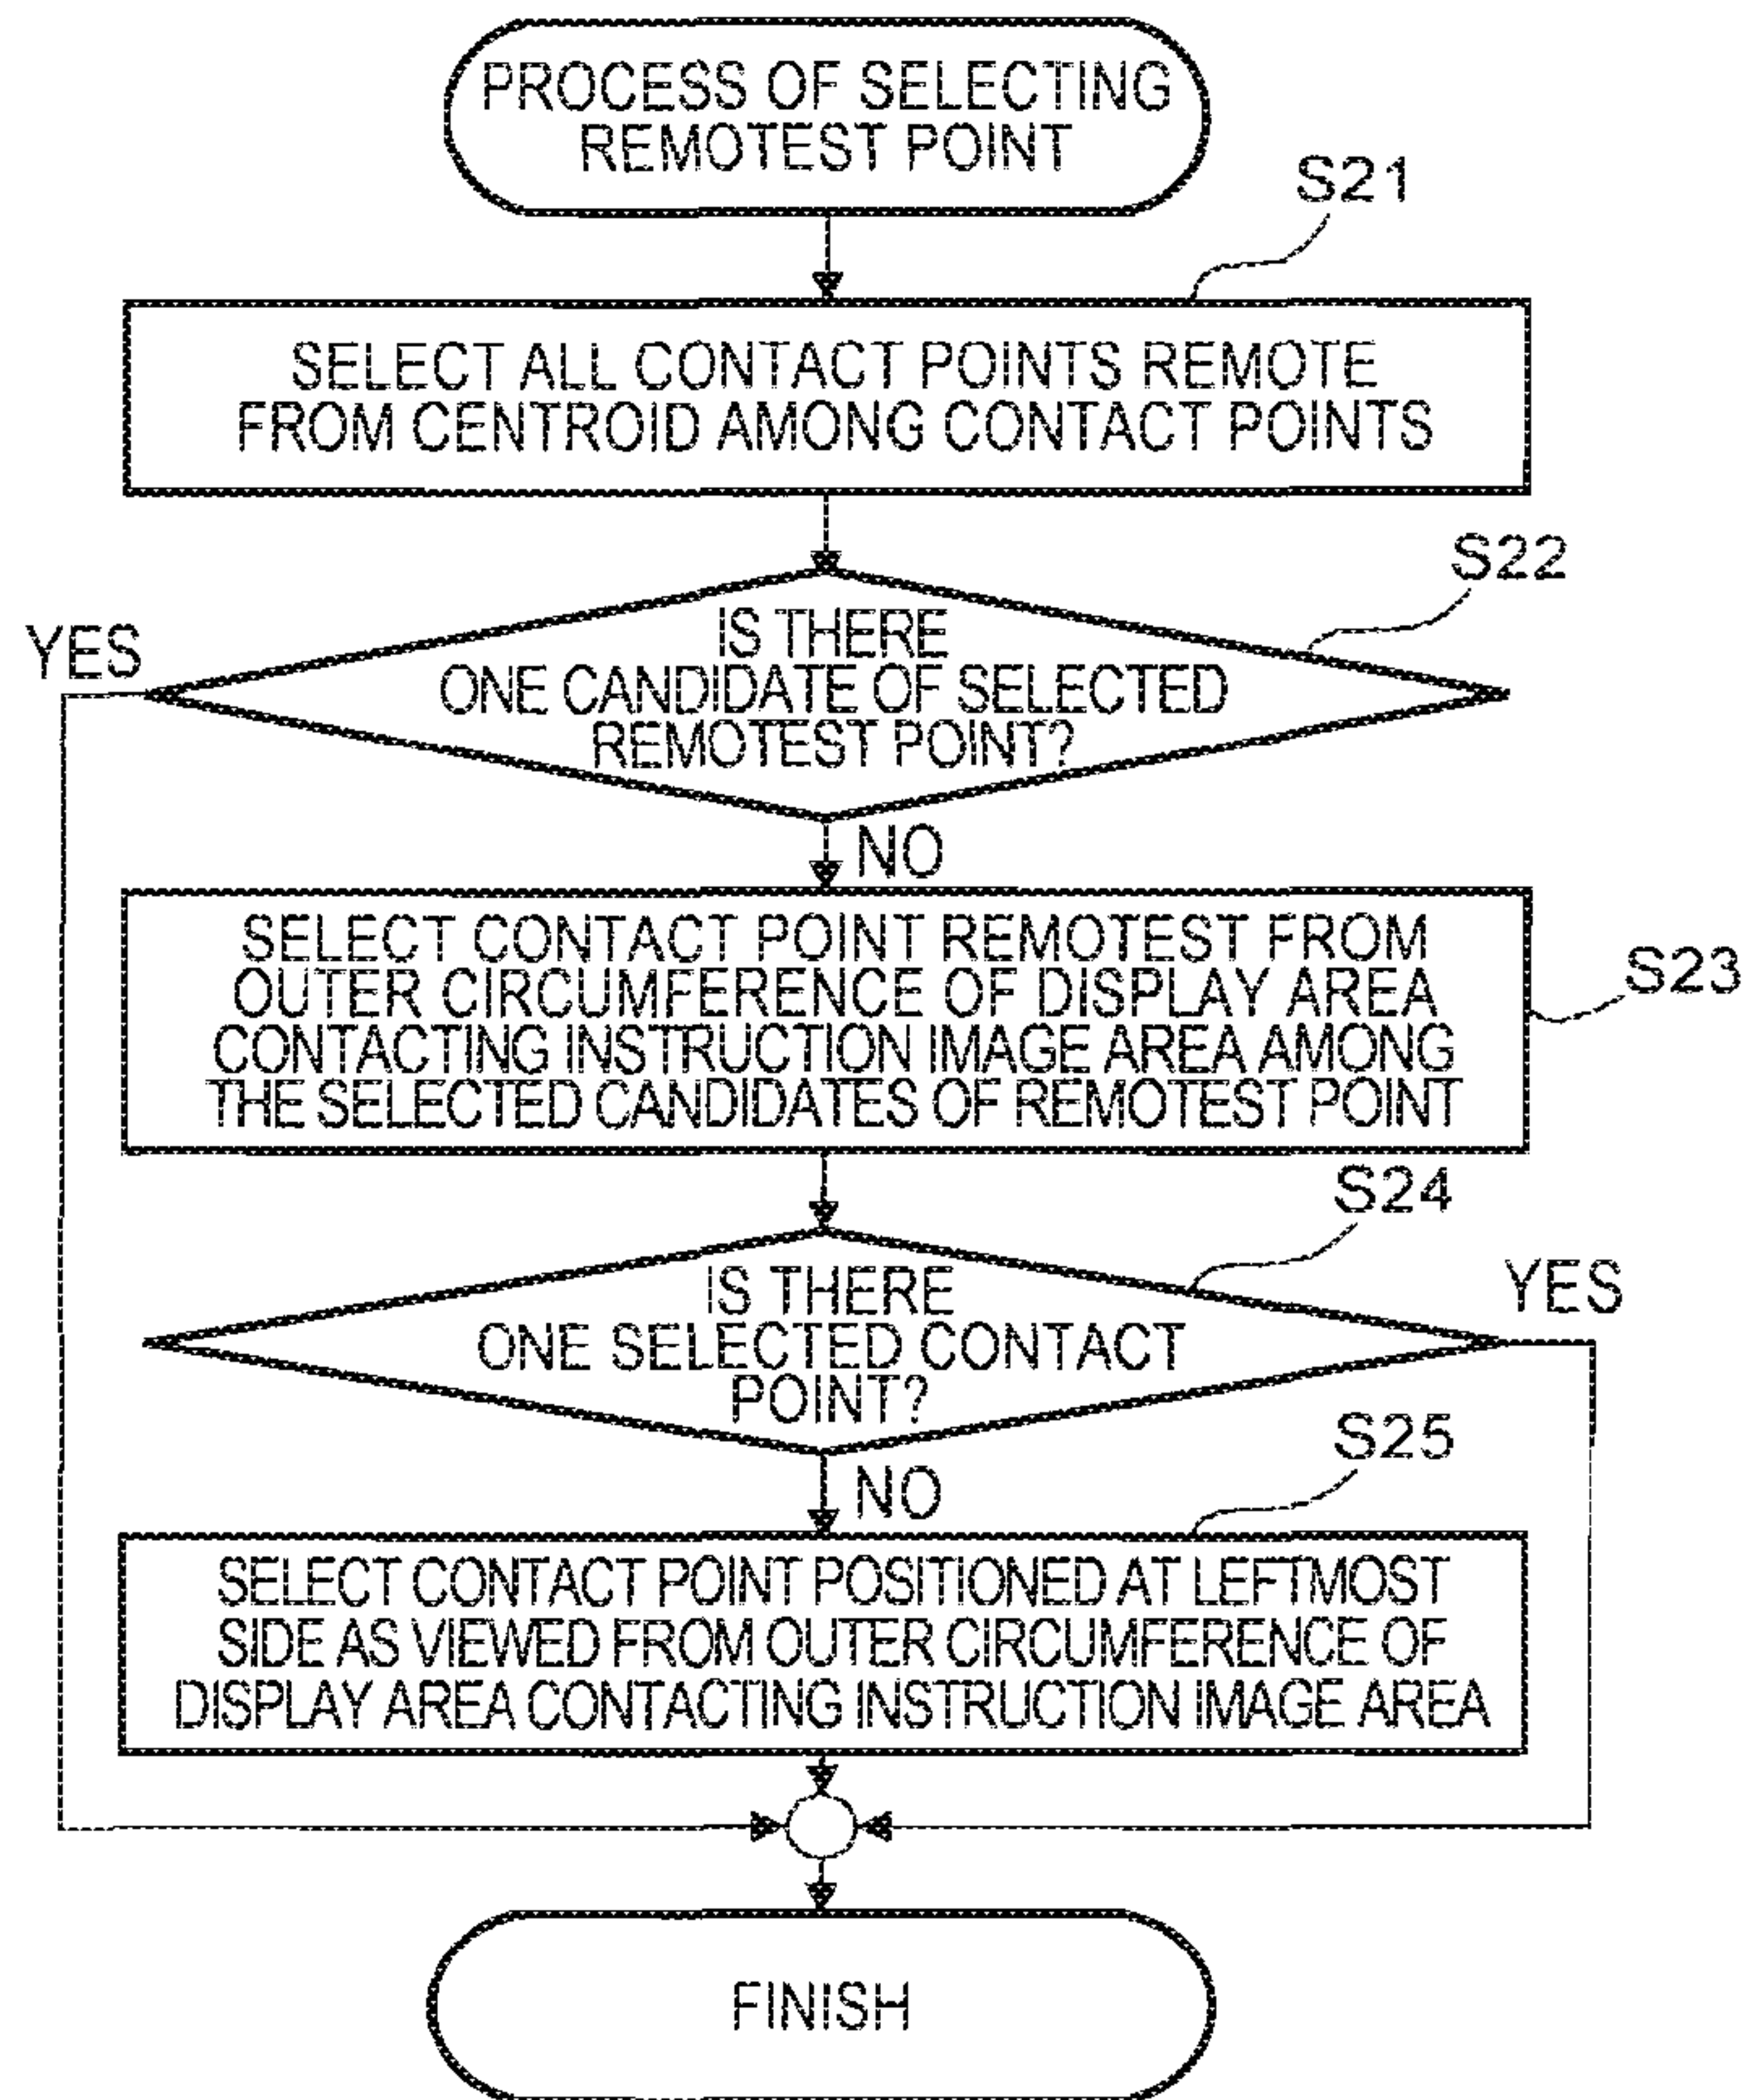 PROCESS OF SELECTING
REMOTEST POINT
S21
SELECT ALL CONTACT POINTS REMOTE
FROM CENTROID AMONG CONTACT POINTS
S22
YES
IS THERE
ONE CANDIDATE OF SELECTED
REMOTEST POINT?
NO
SELECT CONTACT POINT REMOTEST FROM
OUTER CIRCUMFERENCE OF DISPLAY AREA
CONTACTING INSTRUCTION IMAGE AREA AMONG
THE SELECTED CANDIDATES OF REMOTEST POINT
S23
S24
YES
IS THERE
ONE SELECTED CONTACT
POINT?
S25
NO
SELECT CONTACT POINT POSITIONED AT LEFTMOST
SIDE AS VIEWED FROM OUTER CIRCUMFERENCE OF
DISPLAY AREA CONTACTING INSTRUCTION IMAGE AREA
FINISH